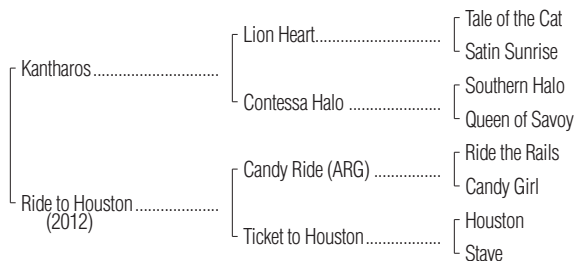 Tale of the Cat
Lion Heart
Satin Sunrise
Kantharos
Southern Halo
Contessa Halo
Queen of Savoy
Ride the Rails
Candy Ride (ARG)
Candy Girl
Ride to Houston
(2012)
Houston
Ticket to Houston
Stave